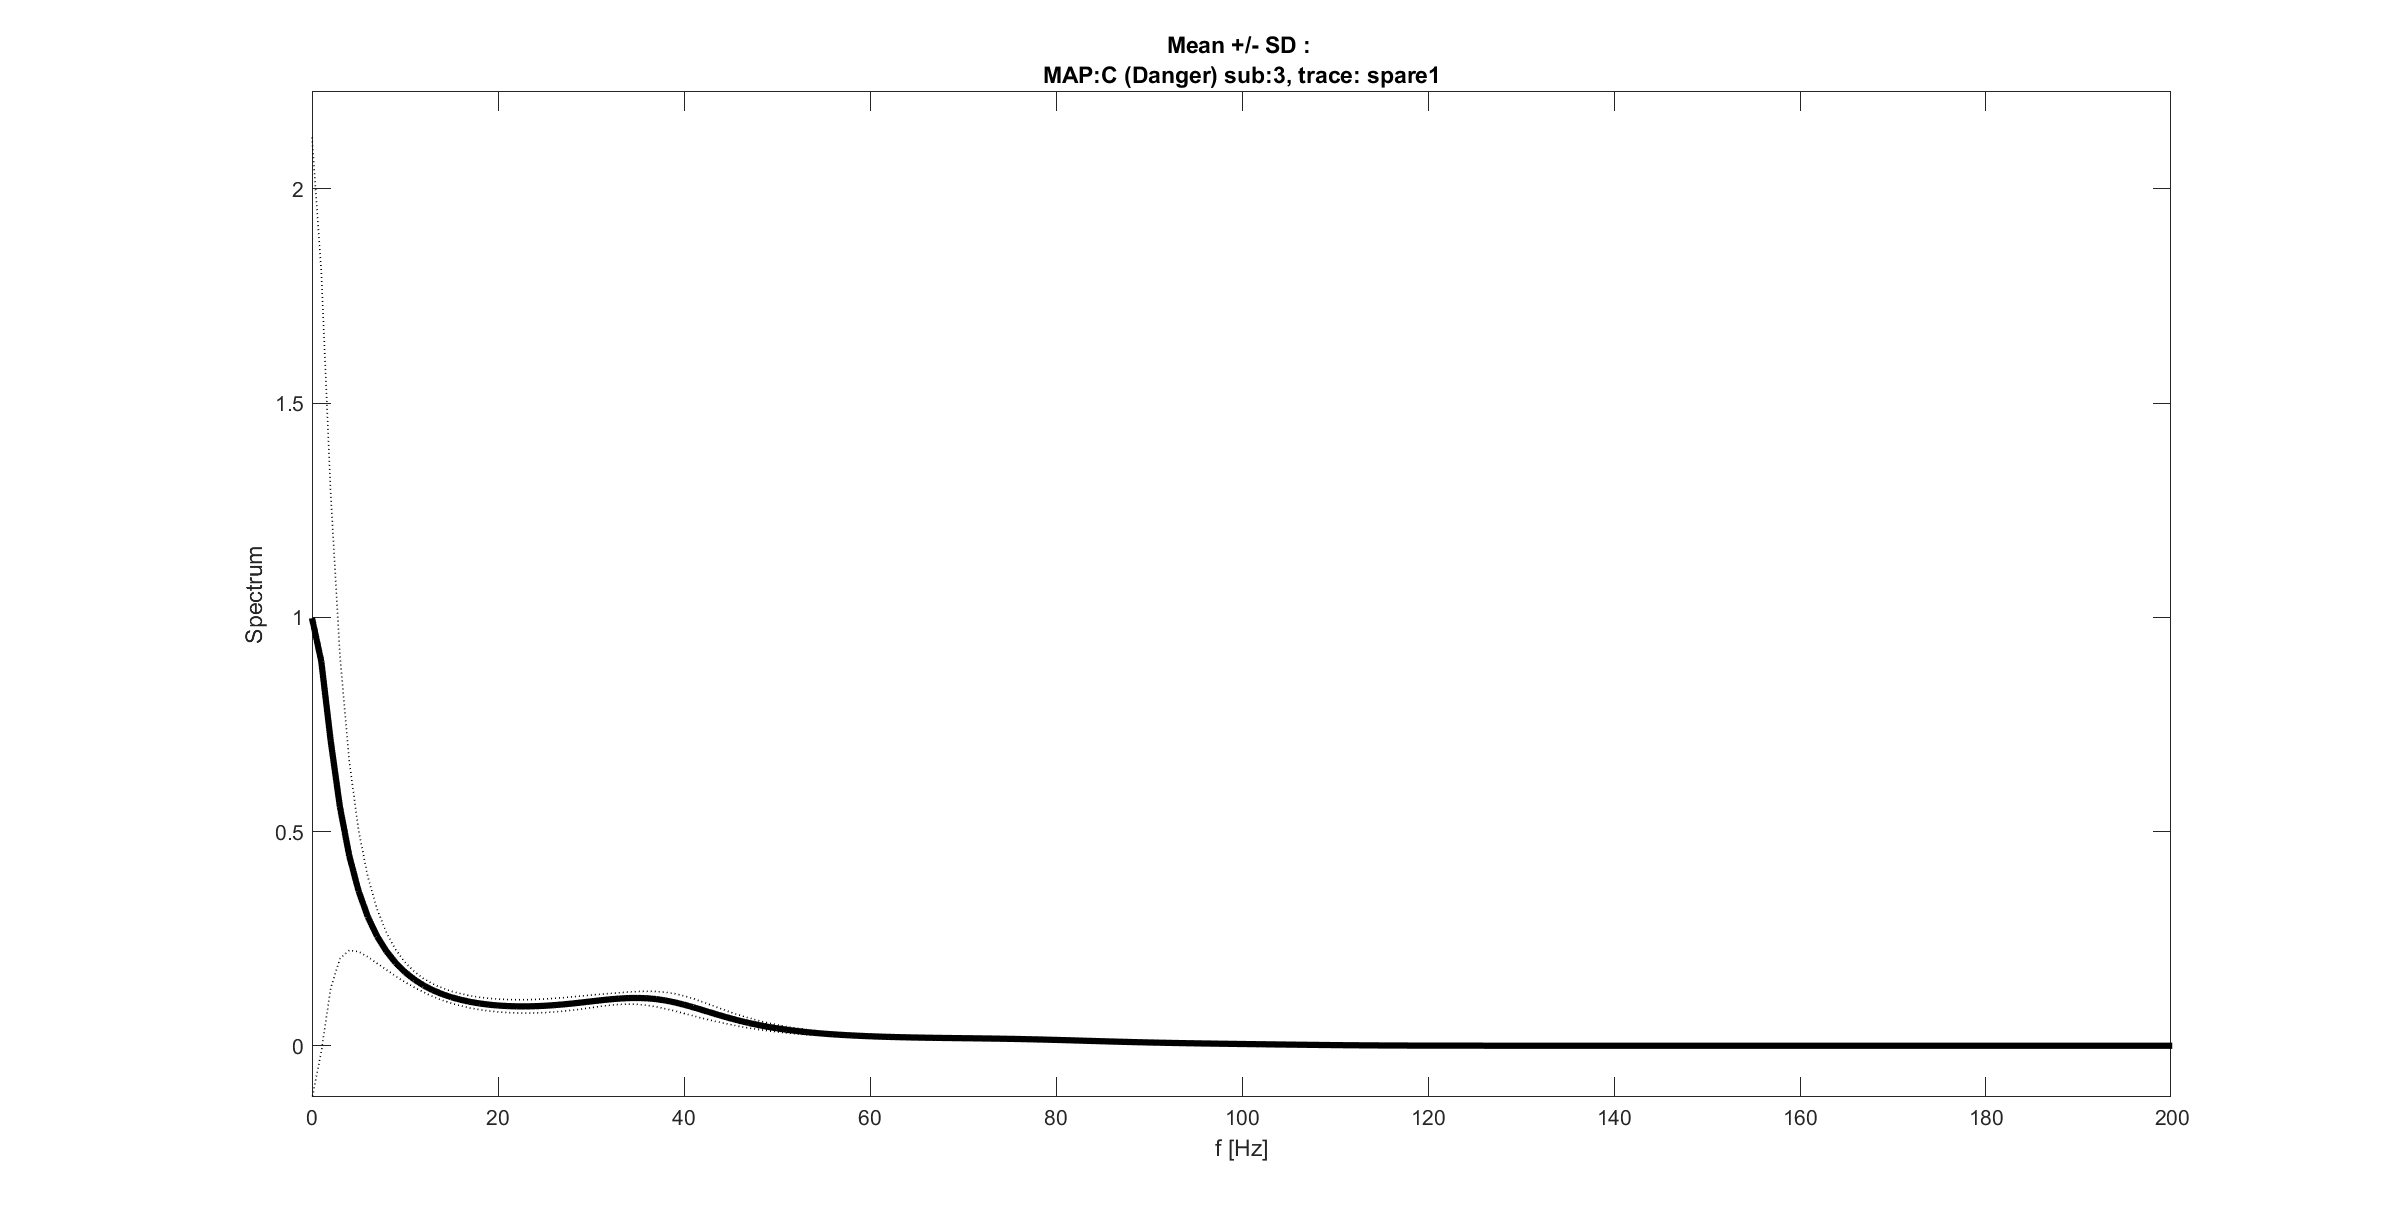 Mean +/- SD :
MAP:C (Danger) sub:3, trace: spare1
2
1.5
1
0.5
0
Spectrum
0 20 40 60 80 100 120 140 160 180 200
f [Hz]